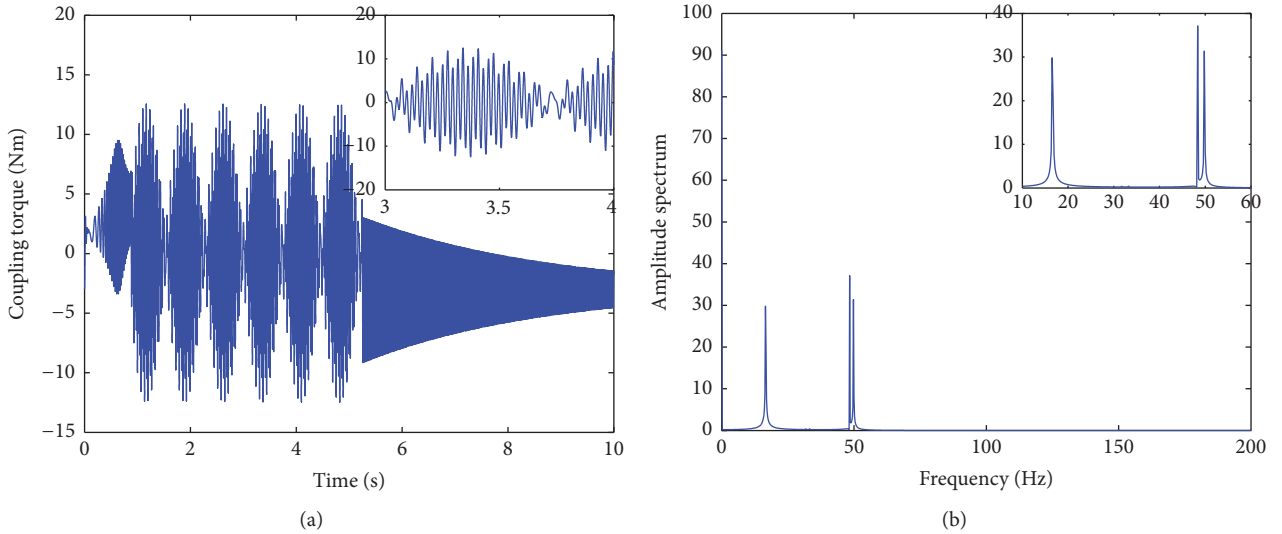 20
15
10
5
0
−5
−10
−15
Coupling torque (Nm)
0 2 4 6 8 10
Time (s)
20
10
0
−10
−20
3 3.5 4
(a)
100
90
80
70
60
50
40
30
20
10
0
Amplitude spectrum
0 50 100 150 200
Frequency (Hz)
40
30
20
10
0
10 20 30 40 50 60
(b)